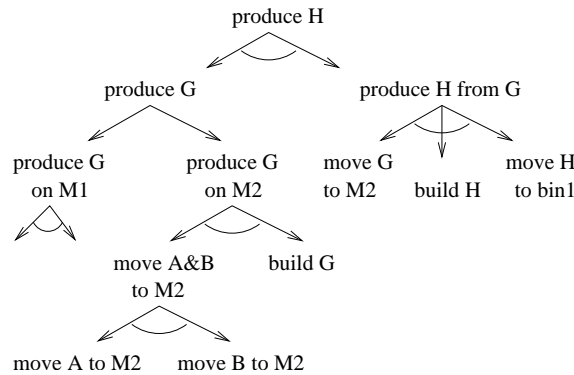 produce H
produce G
produce H from G
produce G
on M1
produce G
on M2
move G
to M2
build H
move H
to bin1
move A&B
to M2
build G
move A to M2
move B to M2